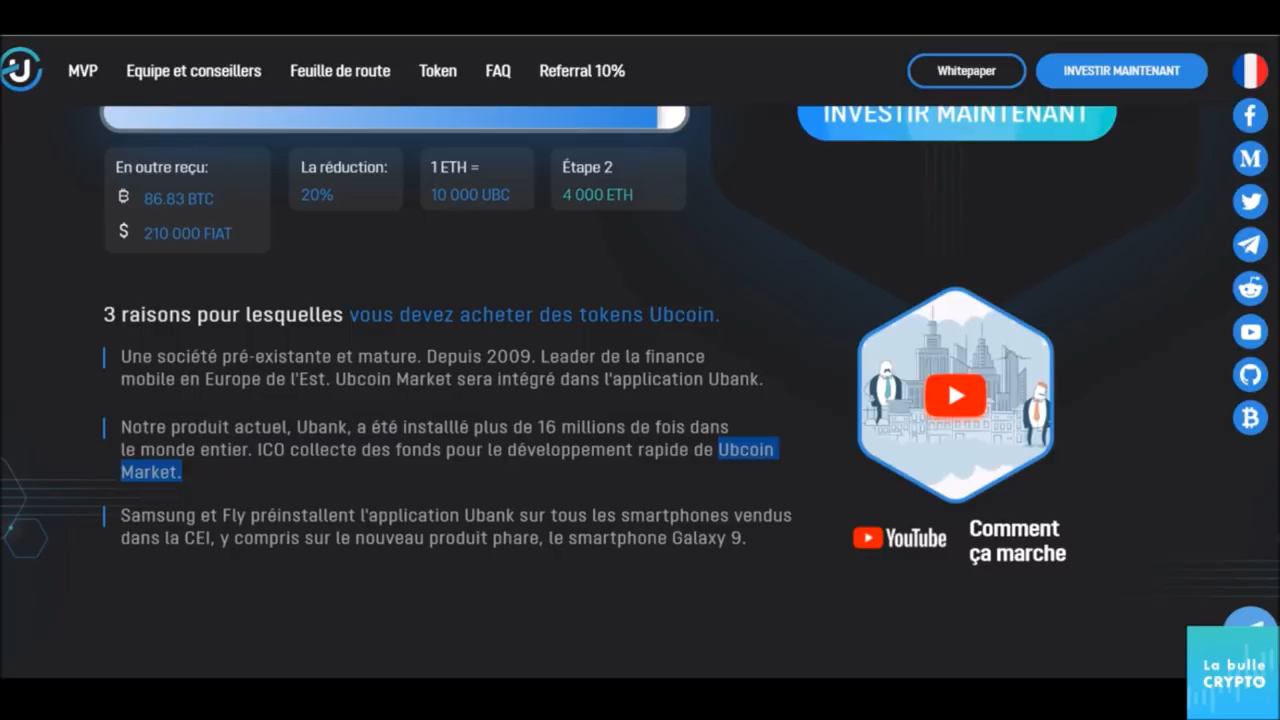 MVP
Equipe et conseillers
Feuille de route
Token
FAQ
Referral 10%
Whitepaper
INVESTIR MAINTENANT
INVESTIR MAINTENANT
En outre reçu:
86.83 BTC
$ 210 000 FIAT
La réduction:
20%
1 ETH =
10 000 UBC
Étape 2
4 000 ETH
3 raisons pour lesquelles vous devez acheter des tokens Ubcoin.
Une société pré-existante et mature. Depuis 2009. Leader de la finance
mobile en Europe de l'Est. Ubcoin Market sera intégré dans l'application Ubank.
Notre produit actuel, Ubank, a été installlé plus de 16 millions de fois dans
le monde entier. ICO collecte des fonds pour le développement rapide de Ubcoin
Market.
Samsung et Fly préinstallent l'application Ubank sur tous les smartphones vendus
dans la CEI, y compris sur le nouveau produit phare, le smartphone Galaxy 9.
YouTube
Comment
ça marche
La bulle
CRYPTO